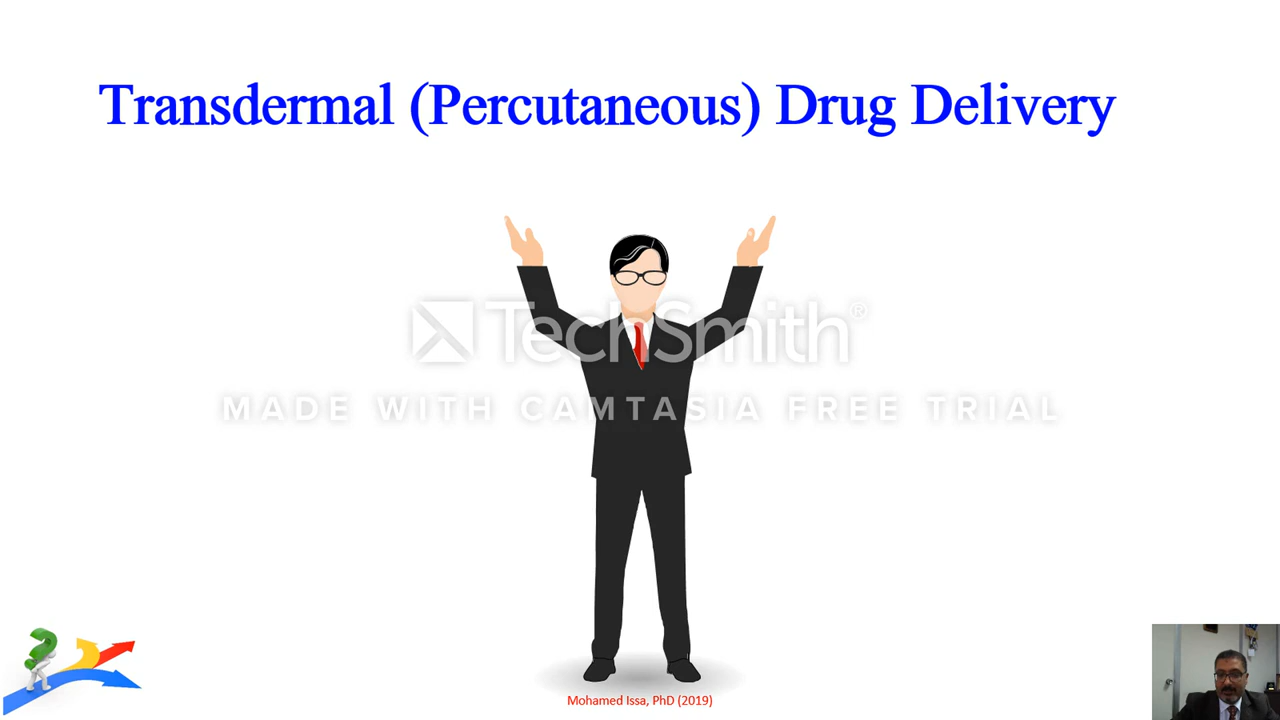 Transdermal (Percutaneous) Drug Delivery
TechSmith®
MADE WITH CAMTASIA FREE TRIAL
Mohamed Issa, PhD (2019)